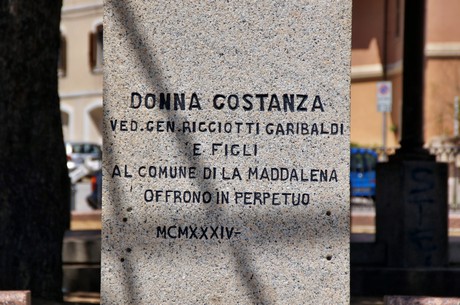 DONNA COSTANZA
VED. GEN. RICCIOTTI GARIBALDI
E FIGLI
AL COMUNE DI LA MADDALENA
OFFRONO IN PERPETUO
MCMXXXIV-